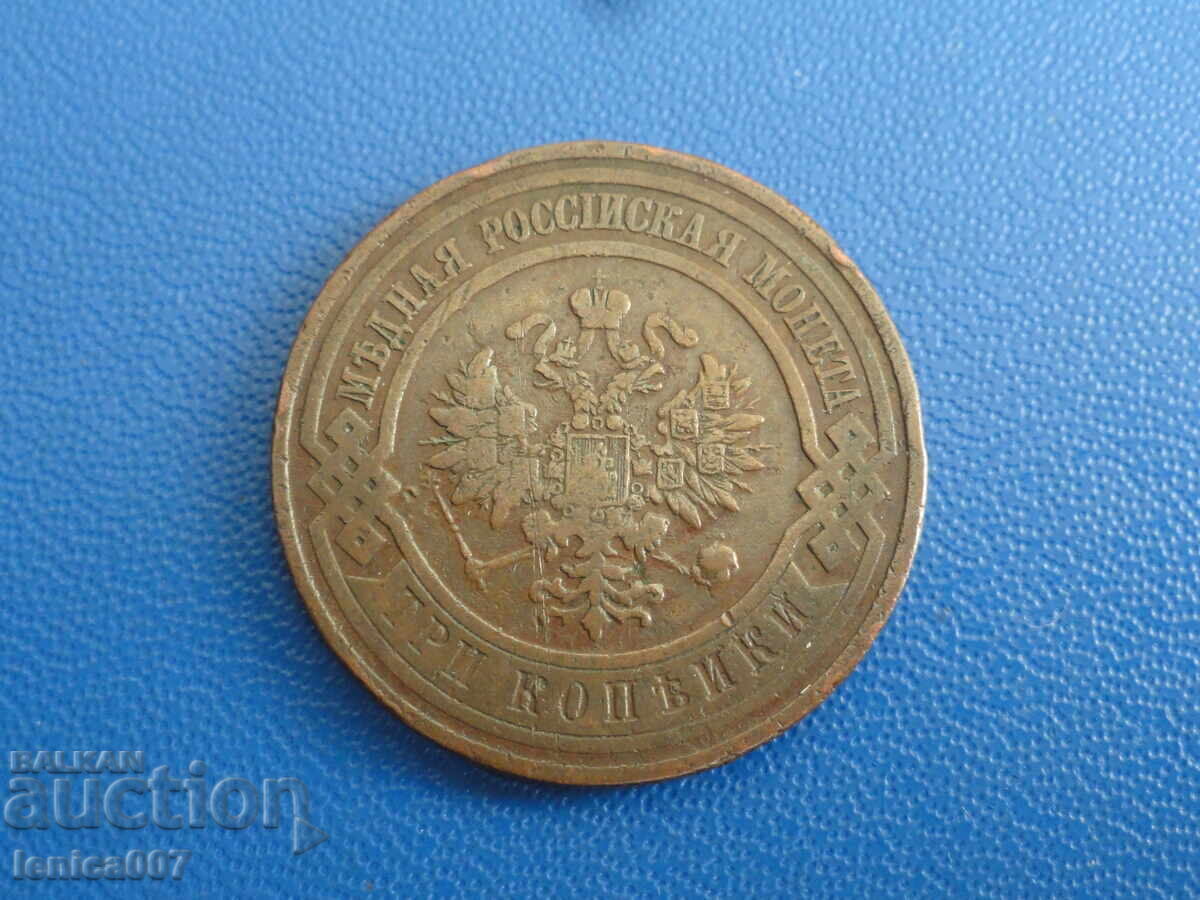 МѢДНАЯ РОССІЙСКАЯ МОНЕТА
ТРИ КОПѢЙКИ
BALKAN
auction
lenica007